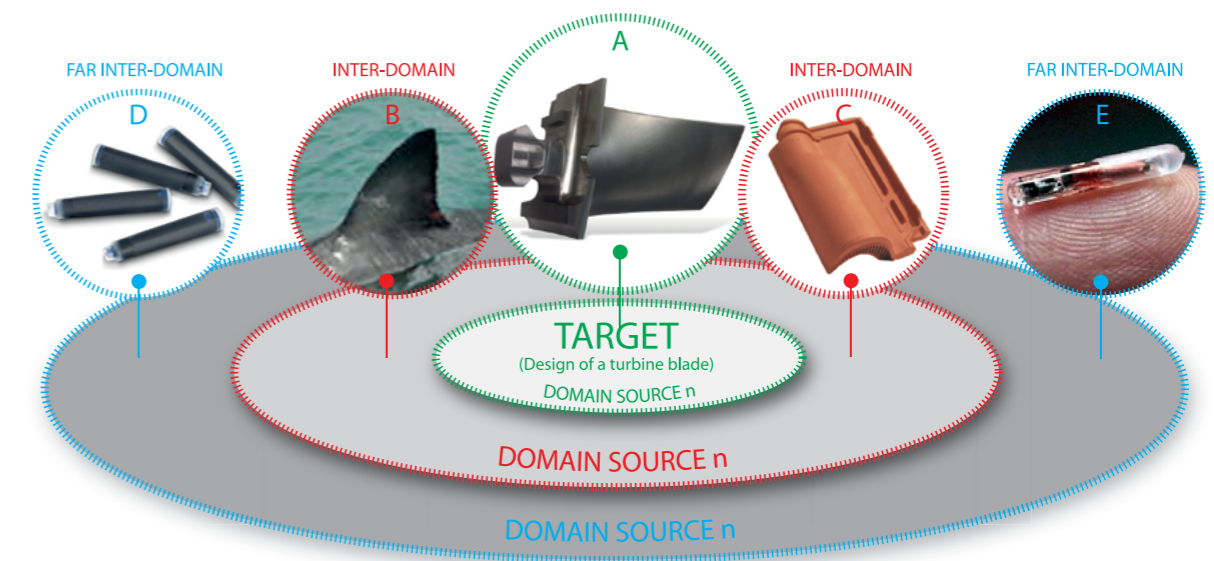 A
FAR INTER-DOMAIN
INTER-DOMAIN
INTER-DOMAIN
FAR INTER-DOMAIN
D
B
C
E
TARGET
(Design of a turbine blade)
DOMAIN SOURCE n
DOMAIN SOURCE n
DOMAIN SOURCE n